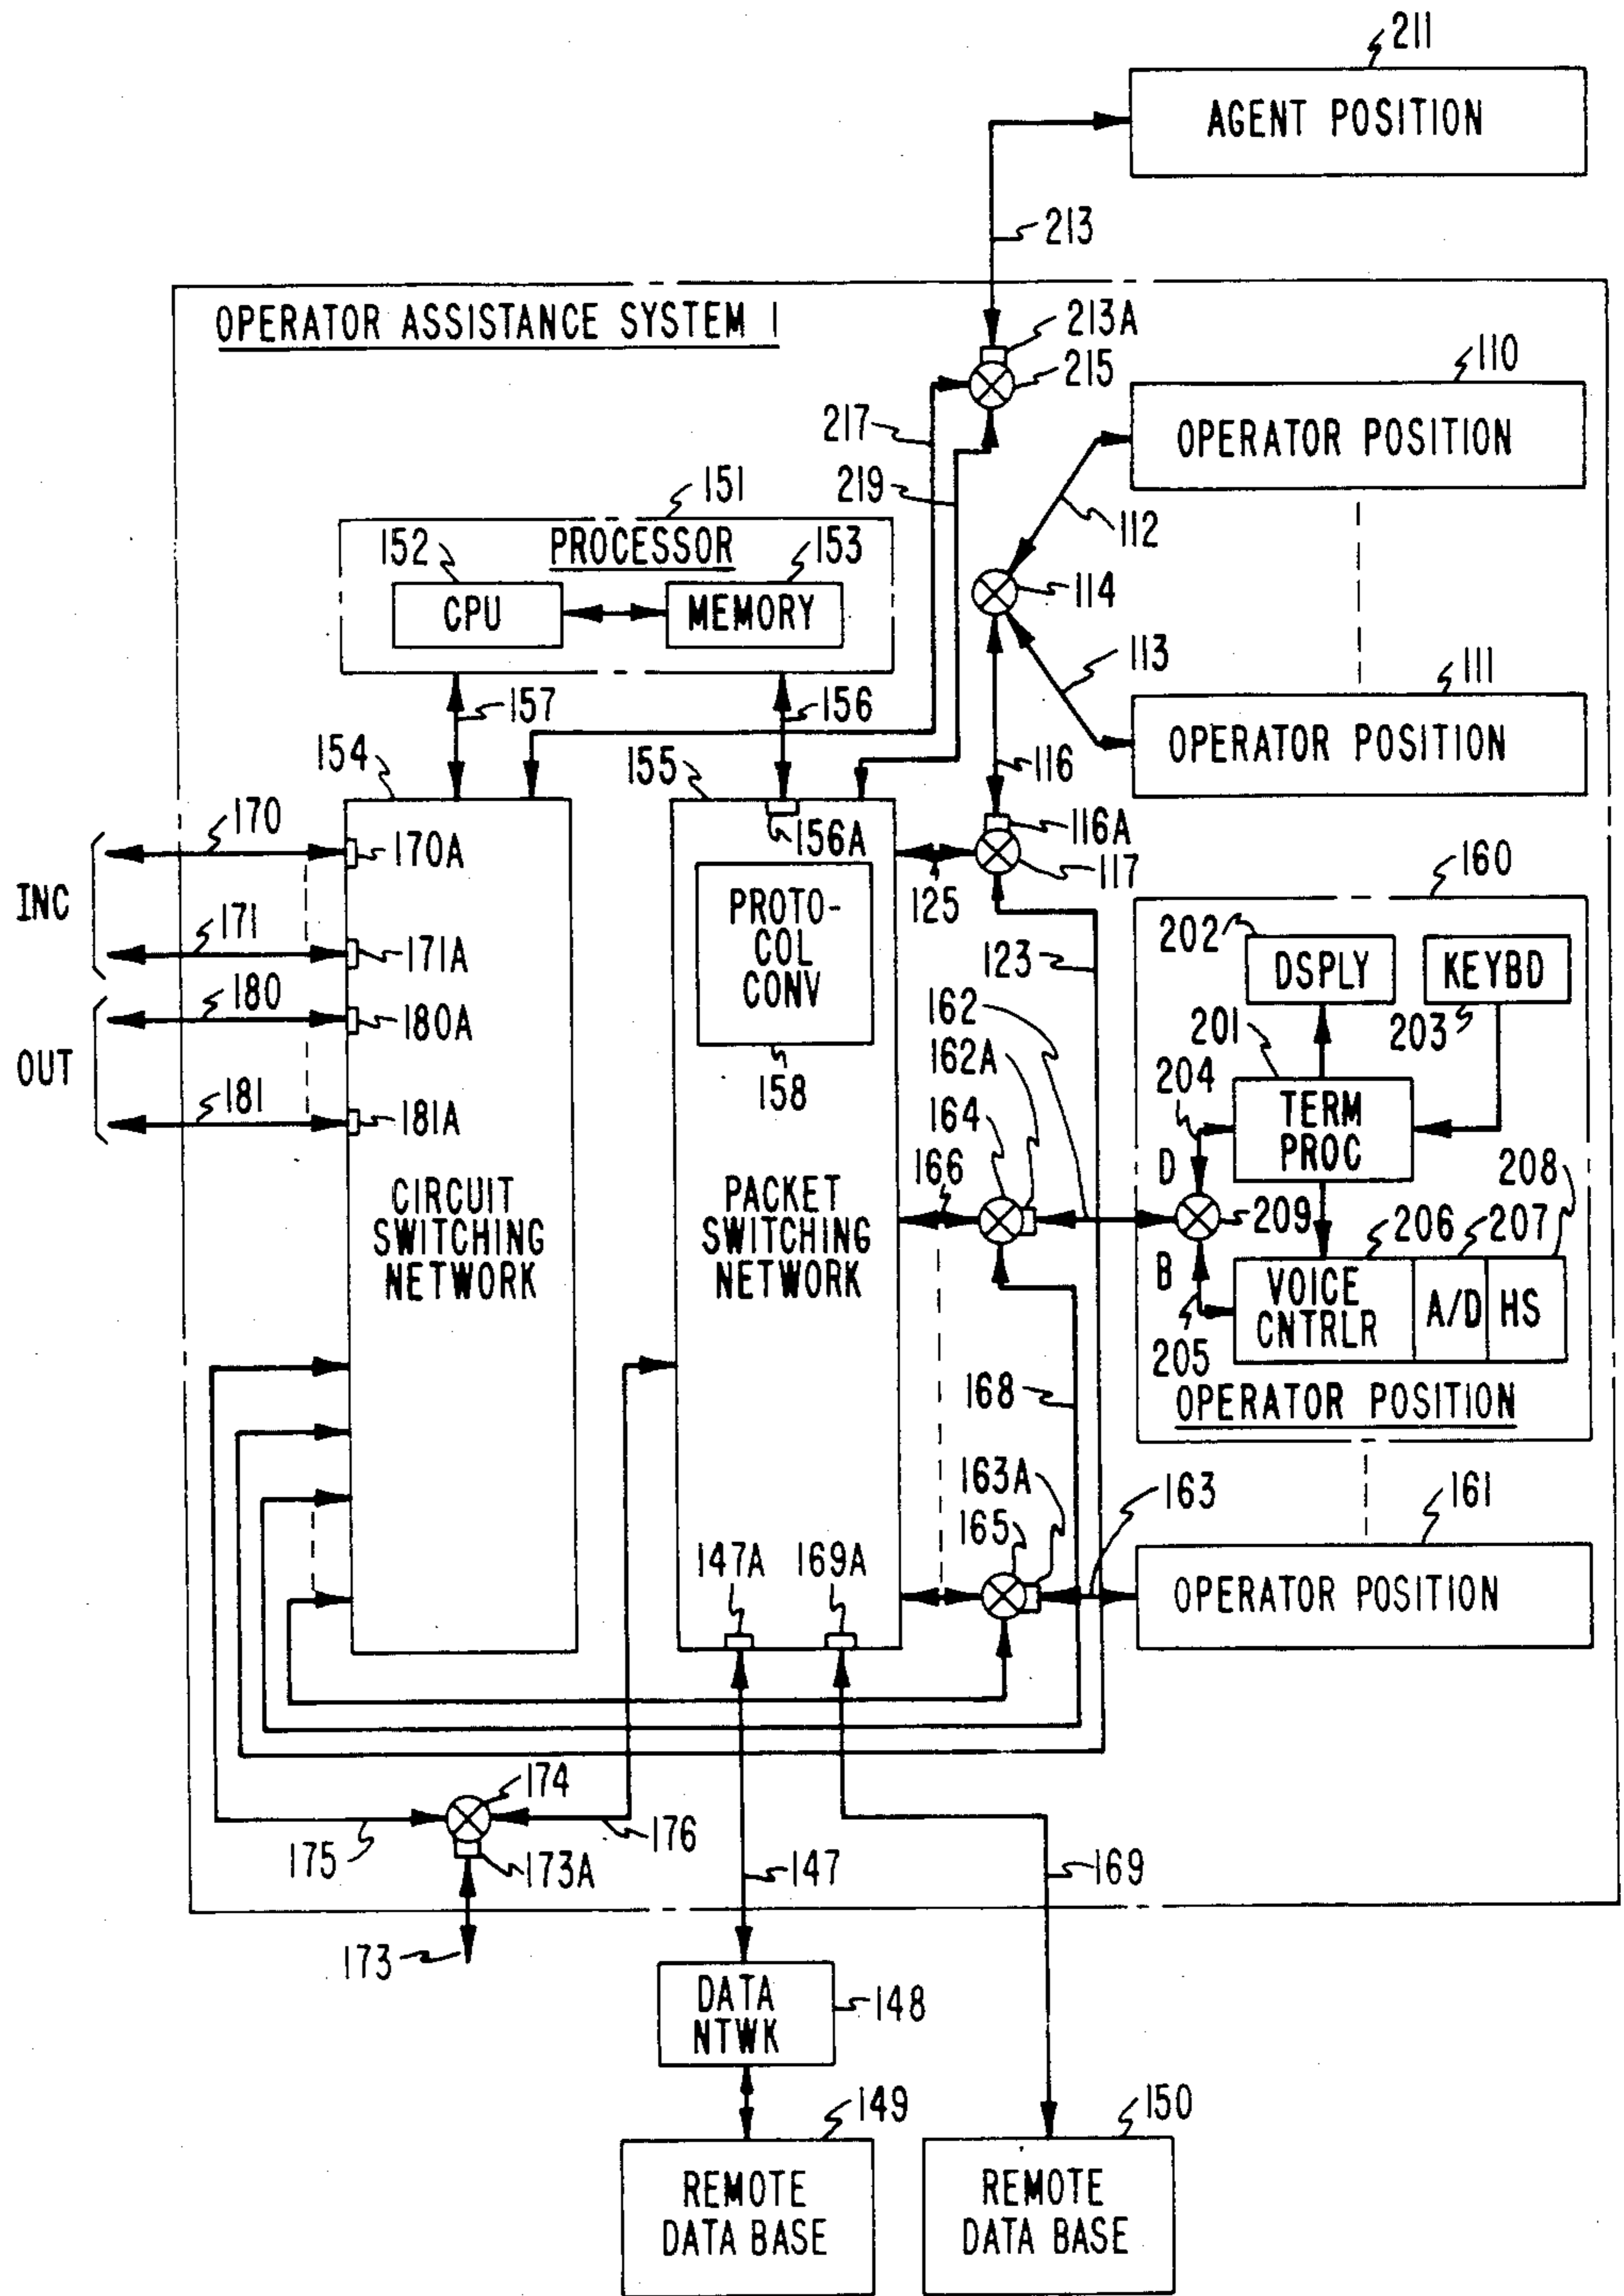 211
AGENT POSITION
213
OPERATOR ASSISTANCE SYSTEM 1
213A
215
110
217
OPERATOR POSITION
219
112
151
152
PROCESSOR
153
114
CPU
MEMORY
113
111
157
156
OPERATOR POSITION
154
155
116
170
170A
156A
116A
117
INC
PROTO-
COL
CONV
125
160
171
171A
202
DSPLY
KEYBD
123
180
180A
162
201
203
OUT
158
162A
204
181
181A
164
TERM
PROC
166
D
208
CIRCUIT
SWITCHING
NETWORK
PACKET
SWITCHING
NETWORK
209
206
207
B
VOICE
CNTRLR
A/D
HS
205
168
OPERATOR POSITION
163A
163
161
165
147A
169A
OPERATOR POSITION
174
175
173A
176
147
169
173
DATA
NTWK
148
149
150
REMOTE
DATA BASE
REMOTE
DATA BASE